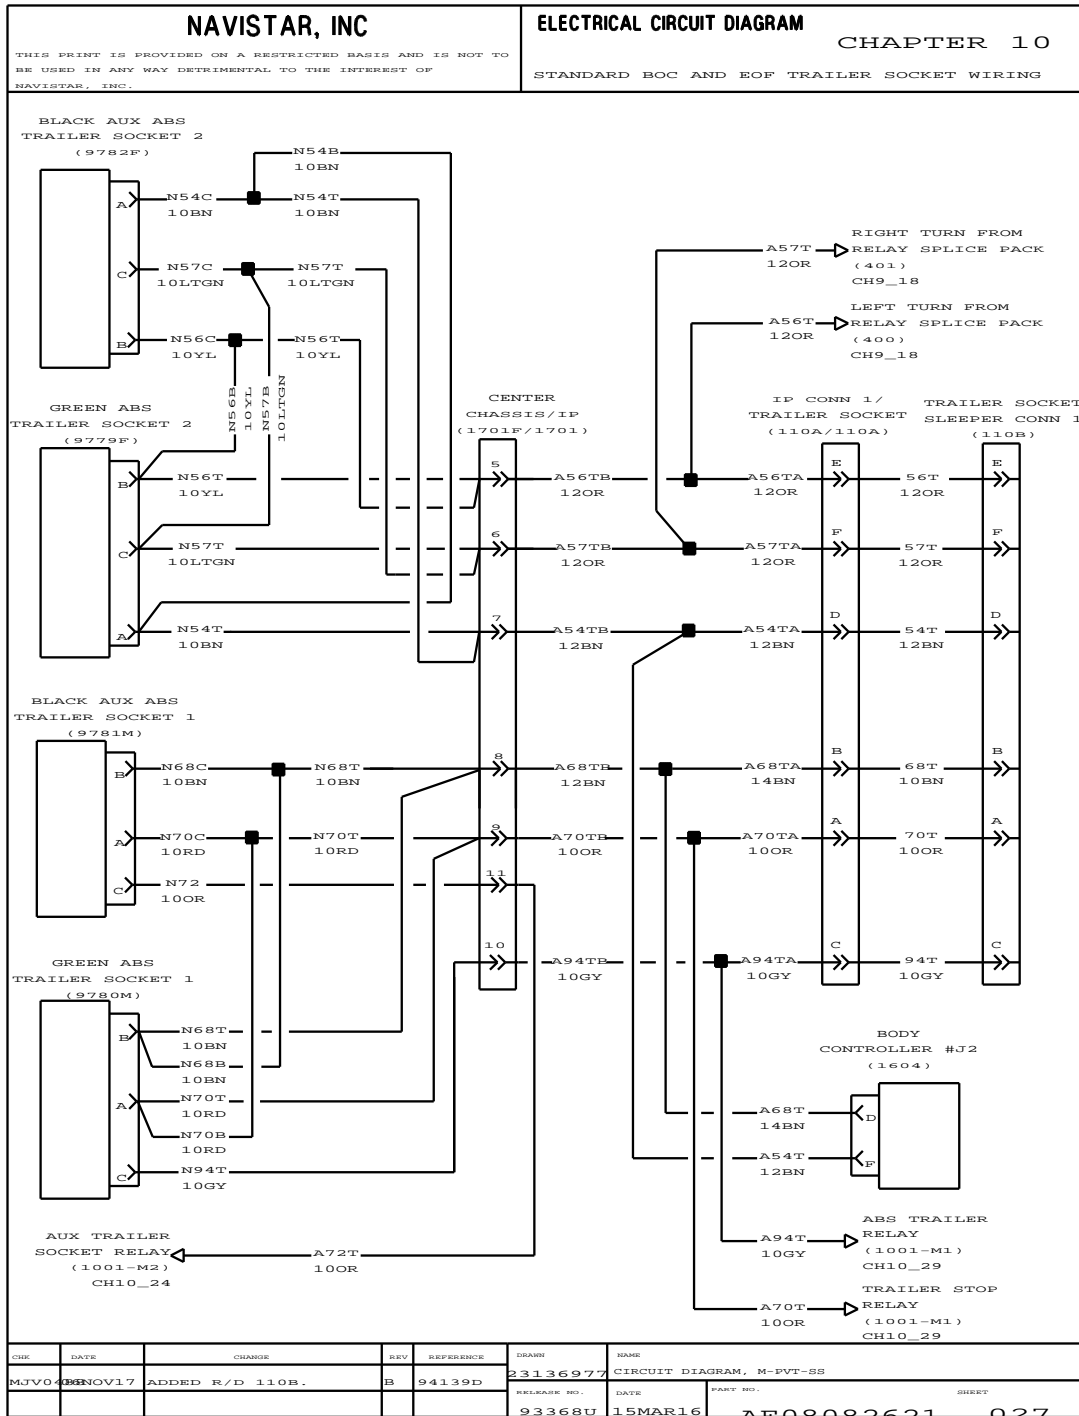 NAVISTAR, INC
THIS PRINT IS PROVIDED ON A RESTRICTED BASIS AND IS NOT TO
BE USED IN ANY WAY DETRIMENTAL TO THE INTEREST OF
NAVISTAR, INC.
ELECTRICAL CIRCUIT DIAGRAM
CHAPTER 10
STANDARD BOC AND EOF TRAILER SOCKET WIRING
BLACK AUX ABS
TRAILER SOCKET 2
(9782F)
A
C
B
N54B
10BN
N54C
10BN
N54T
10BN
N57C
10LTGN
N57T
10LTGN
N56C
10YL
N56T
10YL
N56B
10YL
N57B
10LTGN
RIGHT TURN FROM
RELAY SPLICE PACK
(401)
CH9_18
A57T
12OR
LEFT TURN FROM
RELAY SPLICE PACK
(400)
CH9_18
A56T
12OR
GREEN ABS
TRAILER SOCKET 2
(9779F)
B
C
A
N56T
10YL
N57T
10LTGN
N54T
10BN
CENTER
CHASSIS/IP
(1701F/1701)
5
6
7
8
9
11
10
IP CONN 1/
TRAILER SOCKET
(110A/110A)
E
F
D
B
A
C
TRAILER SOCKET
SLEEPER CONN 1
(110B)
E
F
D
B
A
C
A56TB
12OR
A56TA
12OR
56T
12OR
A57TB
12OR
A57TA
12OR
57T
12OR
A54TB
12BN
A54TA
12BN
54T
12BN
BLACK AUX ABS
TRAILER SOCKET 1
(9781M)
B
A
C
N68C
10BN
N68T
10BN
A68TB
12BN
A68TA
14BN
68T
10BN
N70C
10RD
N70T
10RD
A70TB
10OR
A70TA
10OR
70T
10OR
N72
10OR
A94TB
10GY
A94TA
10GY
94T
10GY
GREEN ABS
TRAILER SOCKET 1
(9780M)
B
A
C
N68T
10BN
N68B
10BN
N70T
10RD
N70B
10RD
N94T
10GY
BODY
CONTROLLER #J2
(1604)
D
F
A68T
14BN
A54T
12BN
AUX TRAILER
SOCKET RELAY
(1001-M2)
CH10_24
A72T
10OR
ABS TRAILER
RELAY
(1001-M1)
CH10_29
A94T
10GY
TRAILER STOP
RELAY
(1001-M1)
CH10_29
A70T
10OR
CHK DATE CHANGE REV REFERENCE
NOV17 ADDED R/D 110B. B 94139D
DRAWN
23136977
NAME
CIRCUIT DIAGRAM, M-PVT-SS
RELEASE NO.
93368U
DATE
15MAR16
PART NO.
SHEET